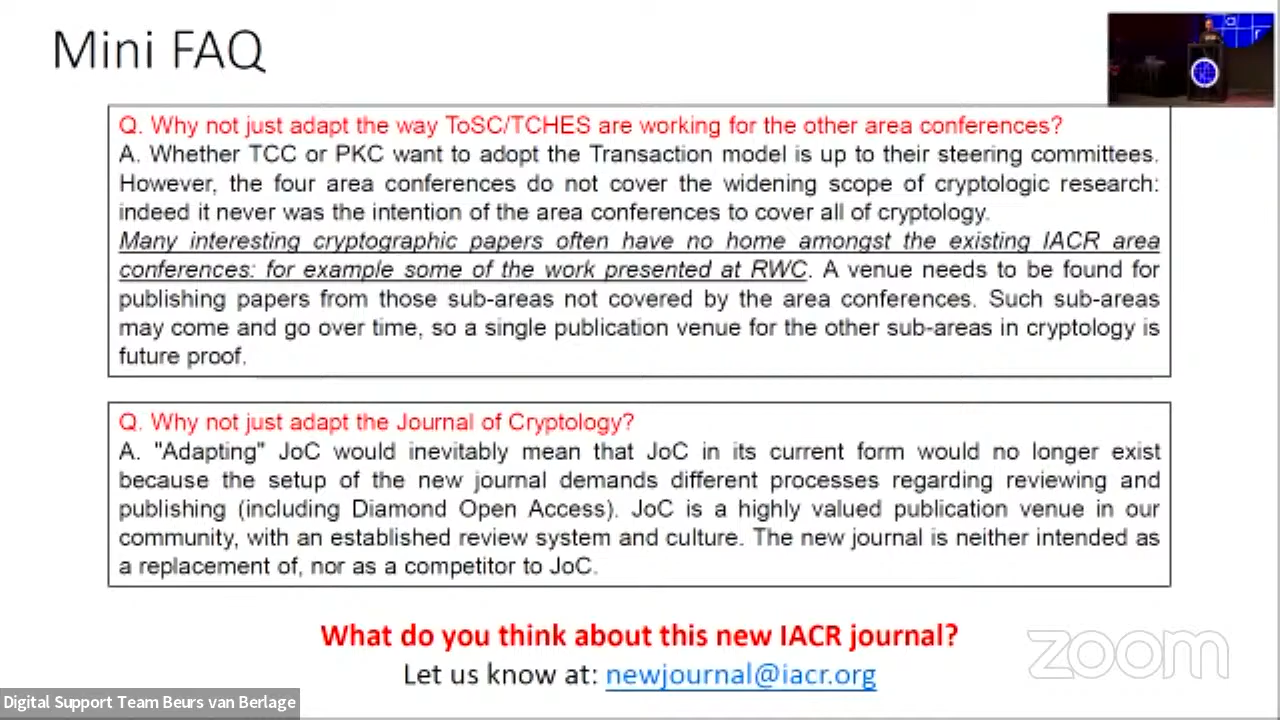 Mini FAQ
Q. Why not just adapt the way ToSC/TCHES are working for the other area conferences?
A. Whether TCC or PKC want to adopt the Transaction model is up to their steering committees.
However, the four area conferences do not cover the widening scope of cryptologic research:
indeed it never was the intention of the area conferences to cover all of cryptology.
Many interesting cryptographic papers often have no home amongst the existing IACR area
conferences: for example some of the work presented at RWC. A venue needs to be found for
publishing papers from those sub-areas not covered by the area conferences. Such sub-areas
may come and go over time, so a single publication venue for the other sub-areas in cryptology is
future proof.
Q. Why not just adapt the Journal of Cryptology?
A. "Adapting" JoC would inevitably mean that JoC in its current form would no longer exist
because the setup of the new journal demands different processes regarding reviewing and
publishing (including Diamond Open Access). JoC is a highly valued publication venue in our
community, with an established review system and culture. The new journal is neither intended as
a replacement of, nor as a competitor to JoC.
What do you think about this new IACR journal?
Let us know at: newjournal@iacr.org
zoom
Digital Support Team Beurs van Berlage